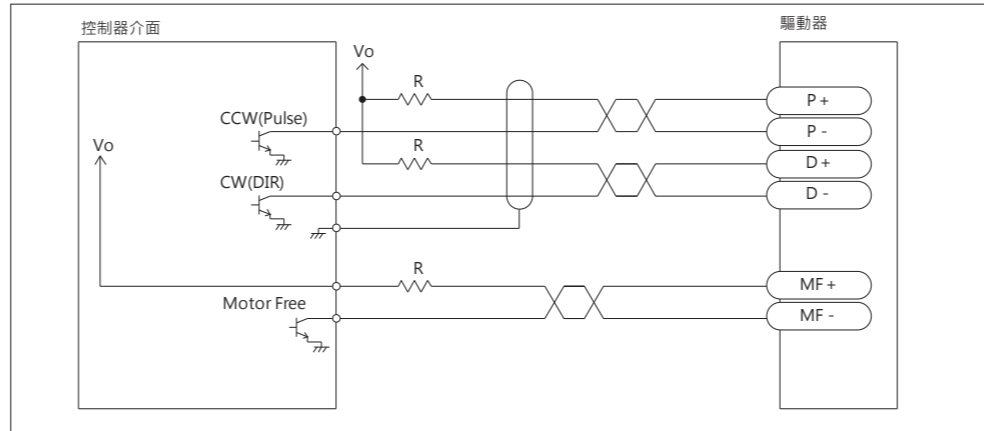 控制器介面
驅動器
Vo
R
P +
CCW(Pulse)
P -
Vo
R
D +
CW(DIR)
D -
R
MF +
Motor Free
MF -